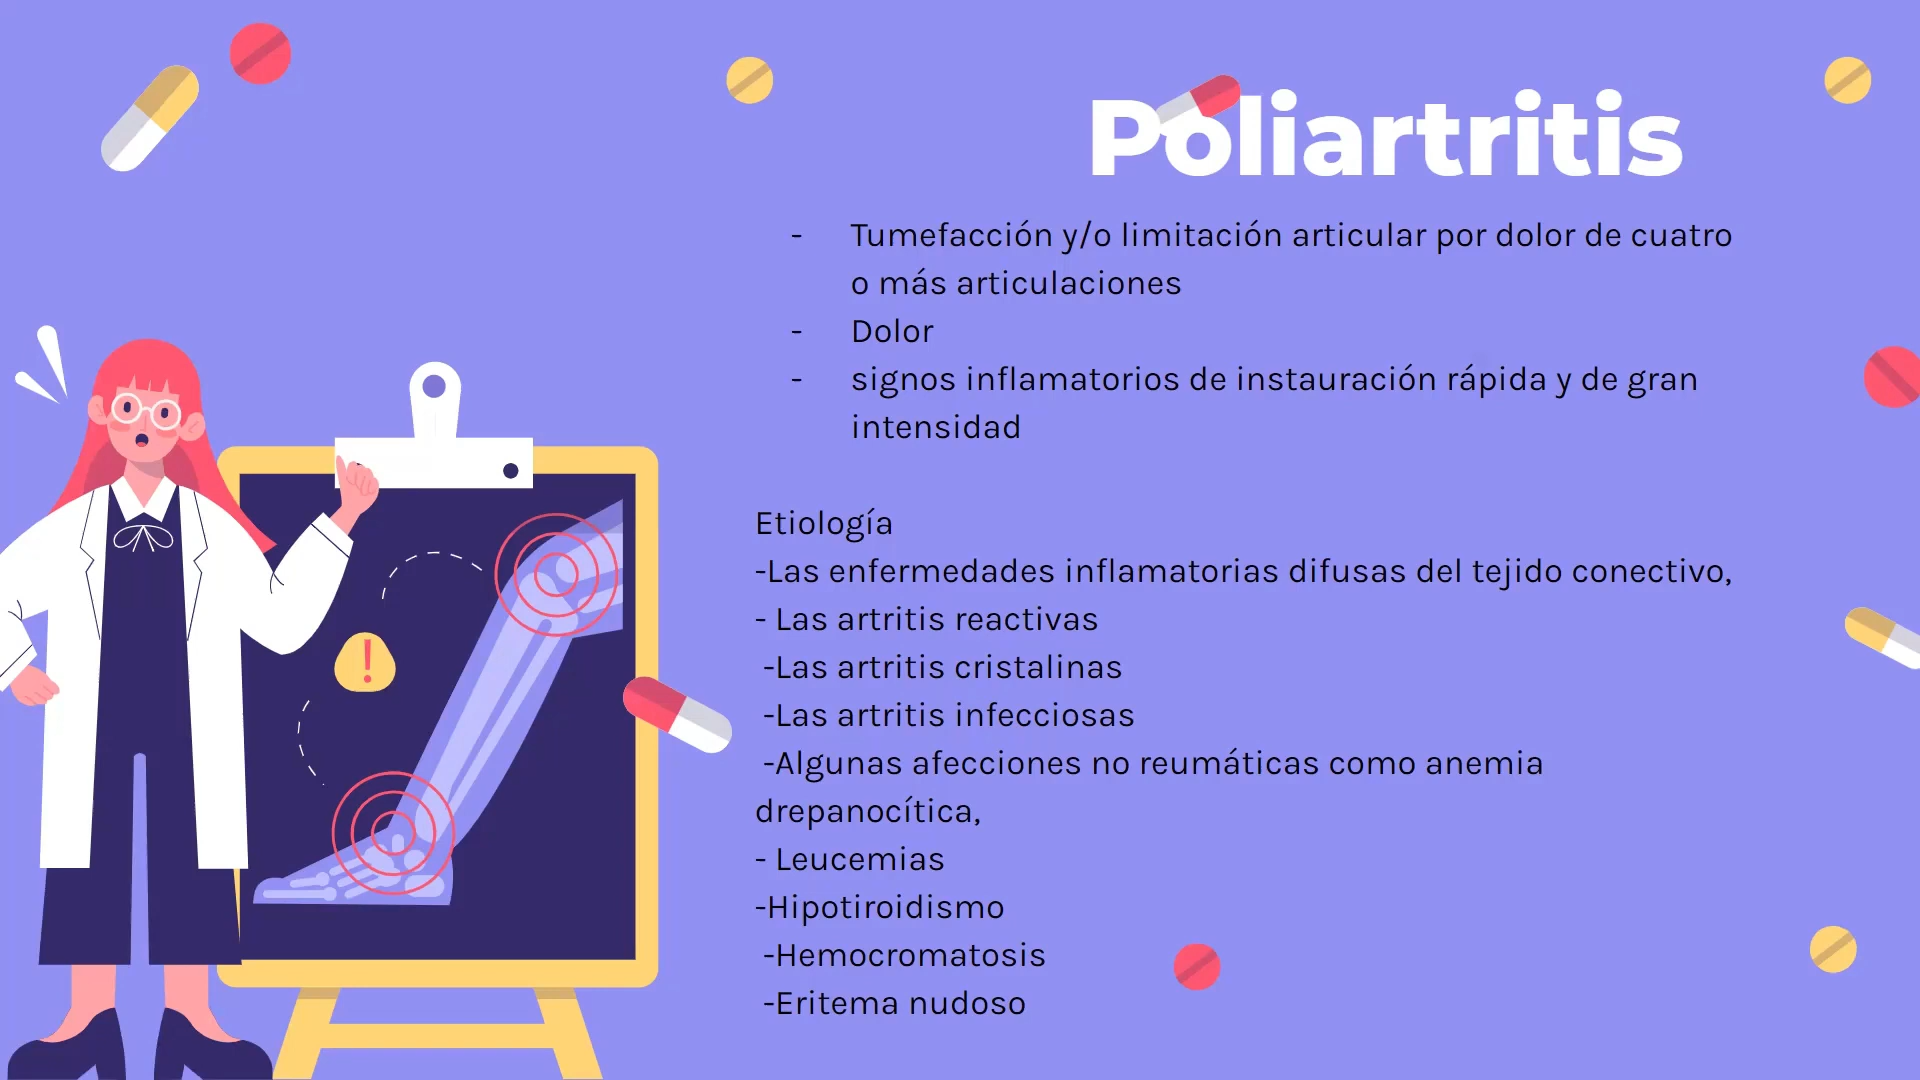 Poliartritis
- Tumefacción y/o limitación articular por dolor de cuatro
o más articulaciones
- Dolor
- signos inflamatorios de instauración rápida y de gran
intensidad
Etiología
-Las enfermedades inflamatorias difusas del tejido conectivo,
- Las artritis reactivas
-Las artritis cristalinas
-Las artritis infecciosas
-Algunas afecciones no reumáticas como anemia
drepanocítica,
- Leucemias
-Hipotiroidismo
-Hemocromatosis
-Eritema nudoso